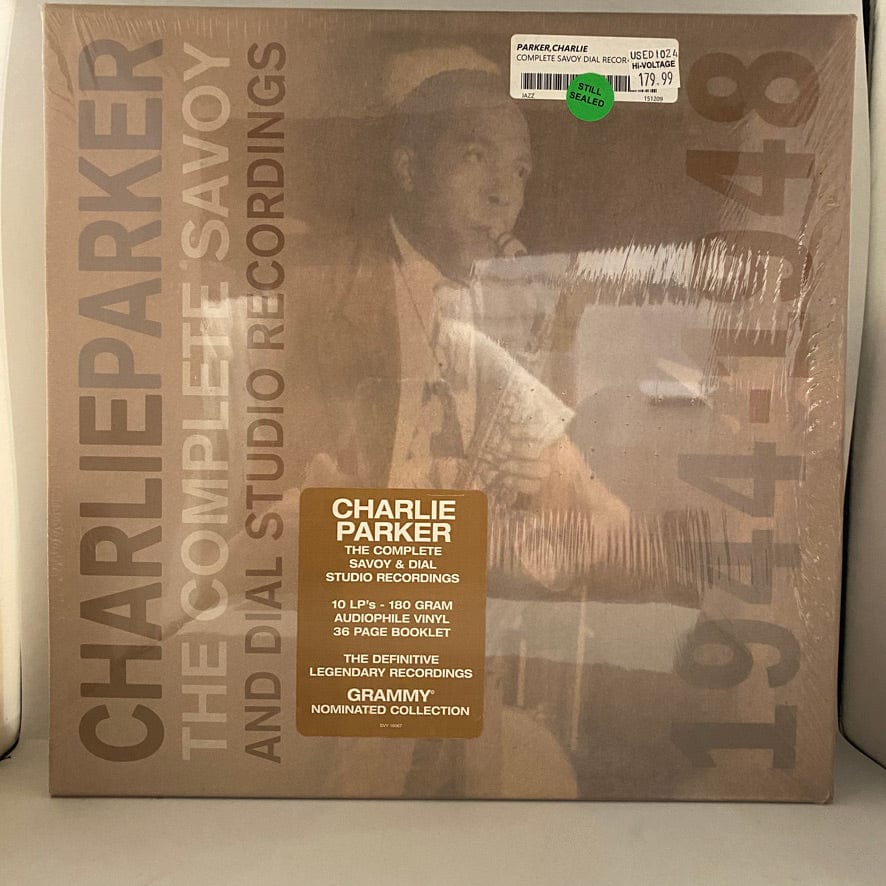 CHARLIEPARKER
THE COMPLETE SAVOY
AND DIAL STUDIO RECORDINGS
1944-1948
PARKER,CHARLIE
COMPLETE SAVOY DIAL RECOR
USED1024
Hi-VOLTAGE
179.99
JAZZ
151209
STILL
SEALED
CHARLIE
PARKER
THE COMPLETE
SAVOY & DIAL
STUDIO RECORDINGS
10 LP's - 180 GRAM
AUDIOPHILE VINYL
36 PAGE BOOKLET
THE DEFINITIVE
LEGENDARY RECORDINGS
GRAMMY®
NOMINATED COLLECTION